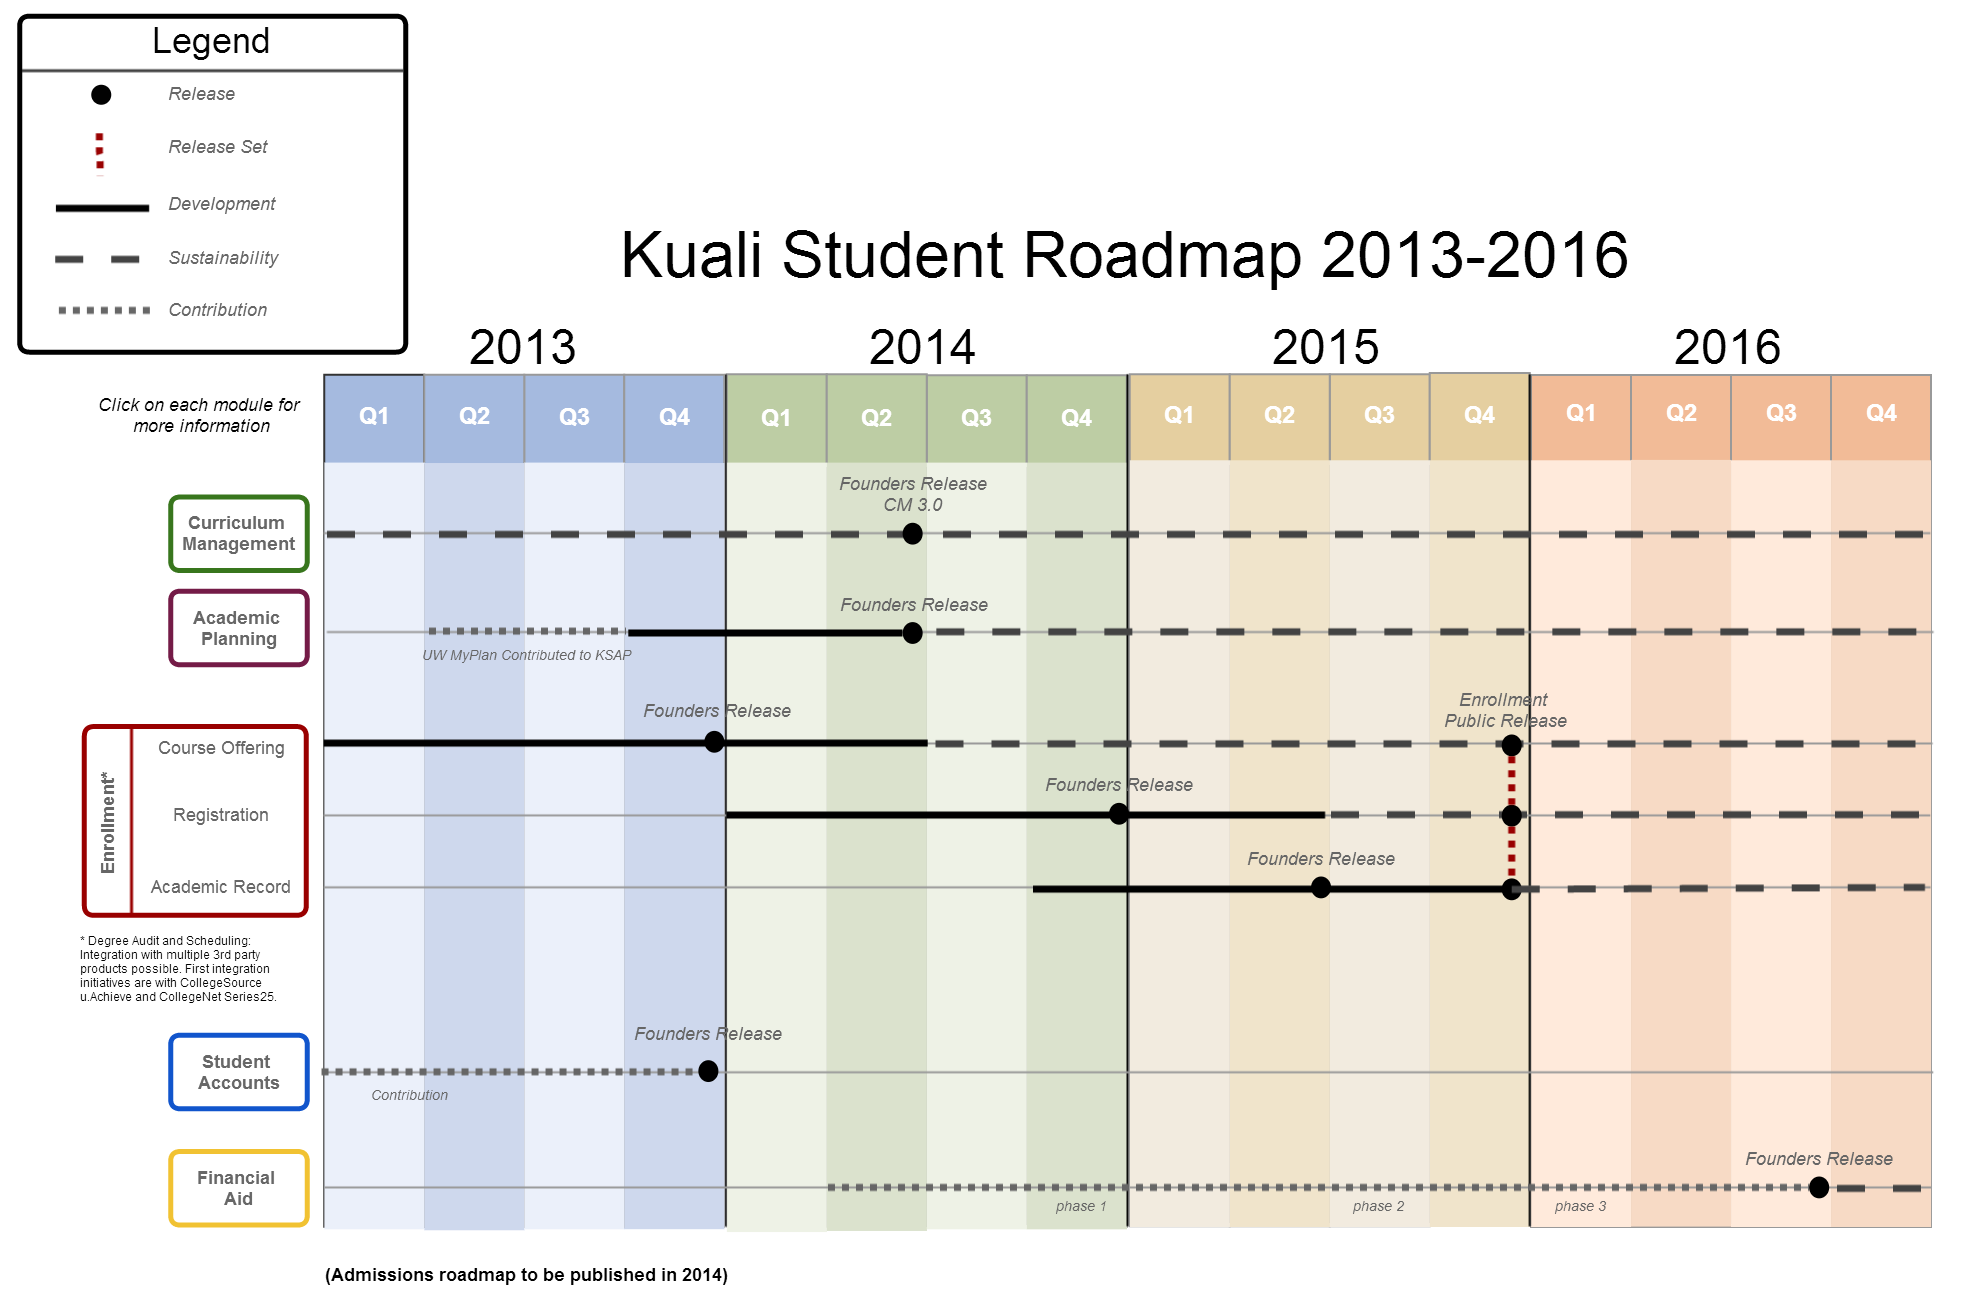 Legend
Release
Release Set
Development
Sustainability
Contribution
Kuali Student Roadmap 2013-2016
2013 2014 2015 2016
Click on each module for
more information
Q1 Q2 Q3 Q4 Q1 Q2 Q3 Q4 Q1 Q2 Q3 Q4 Q1 Q2 Q3 Q4
Founders Release
CM 3.0
Curriculum
Management
Founders Release
Academic
Planning
UW MyPlan Contributed to KSAP
Enrollment
Public Release
Founders Release
Enrollment*
Course Offering
Founders Release
Registration
Founders Release
Academic Record
* Degree Audit and Scheduling:
Integration with multiple 3rd party
products possible. First integration
initiatives are with CollegeSource
u.Achieve and CollegeNet Series25.
Founders Release
Student
Accounts
Contribution
Founders Release
Financial
Aid
phase 1 phase 2 phase 3
(Admissions roadmap to be published in 2014)